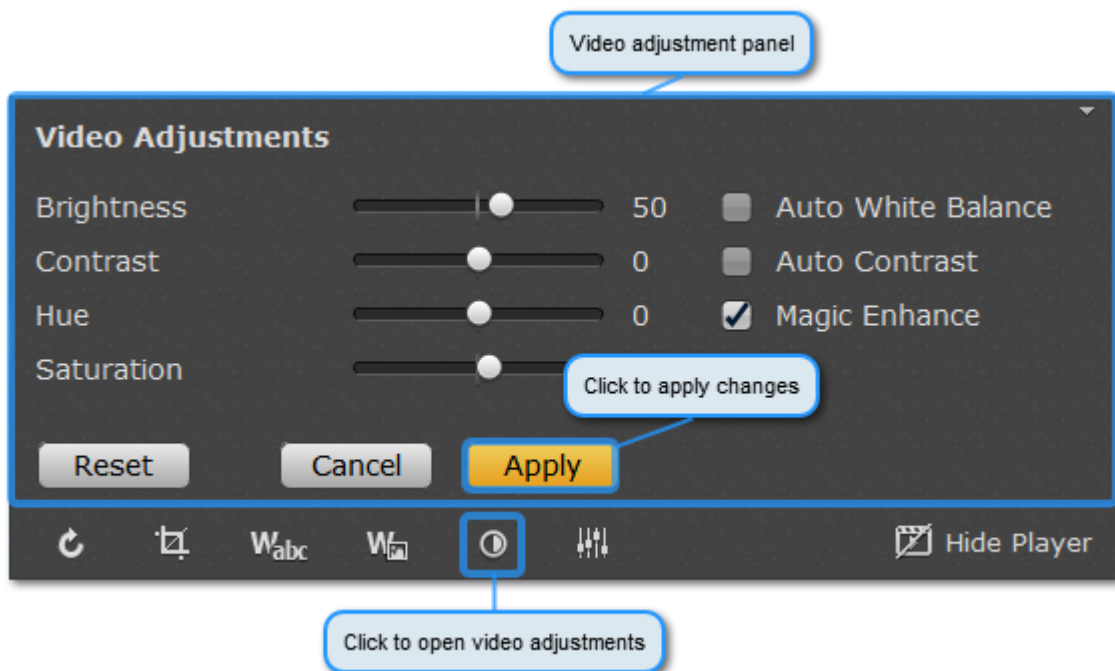 Video adjustment panel
Video Adjustments
Brightness 50 Auto White Balance
Contrast 0 Auto Contrast
Hue 0 Magic Enhance
Saturation
Click to apply changes
Reset Cancel Apply
Wabc W Hide Player
Click to open video adjustments